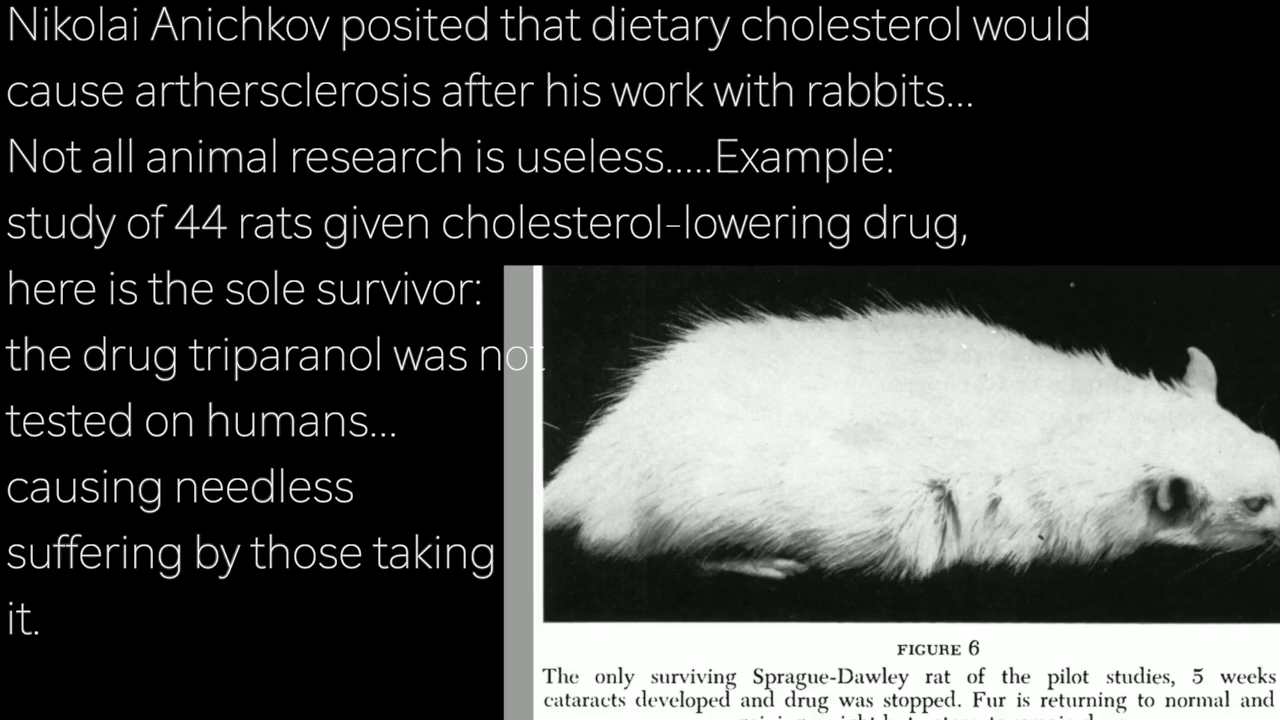 Nikolai Anichkov posited that dietary cholesterol would
cause arthersclerosis after his work with rabbits...
Not all animal research is useless.....Example:
study of 44 rats given cholesterol-lowering drug,
here is the sole survivor:
the drug triparanol was not
tested on humans...
causing needless
suffering by those taking
it.
FIGURE 6
The only surviving Sprague-Dawley rat of the pilot studies, 5 weeks
cataracts developed and drug was stopped. Fur is returning to normal and